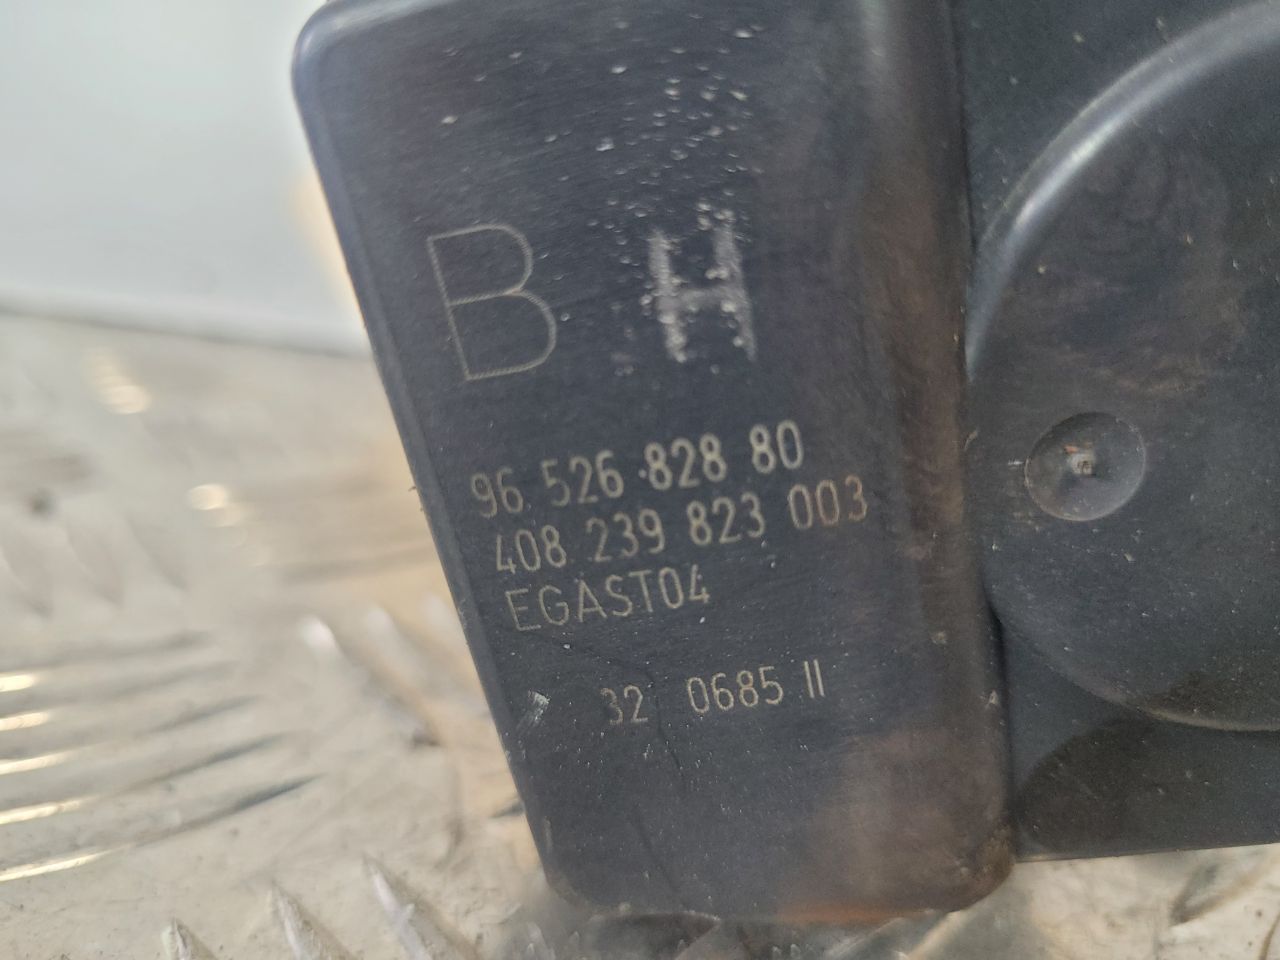 B H
96 526 828 80
408 239 823 003
EGAST04
32 0685 II